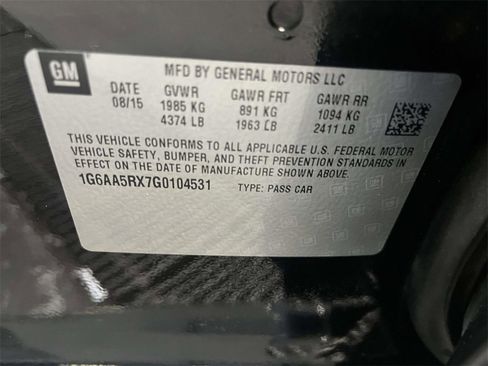 GM
MFD BY GENERAL MOTORS LLC
DATE GVWR GAWR FRT GAWR RR
08/15 1985 KG 891 KG 1094 KG
4374 LB 1963 LB 2411 LB
THIS VEHICLE CONFORMS TO ALL APPLICABLE U.S. FEDERAL MOTOR
VEHICLE SAFETY, BUMPER, AND THEFT PREVENTION STANDARDS IN
EFFECT ON THE DATE OF MANUFACTURE SHOWN ABOVE.
1G6AA5RX7G0104531 TYPE: PASS CAR